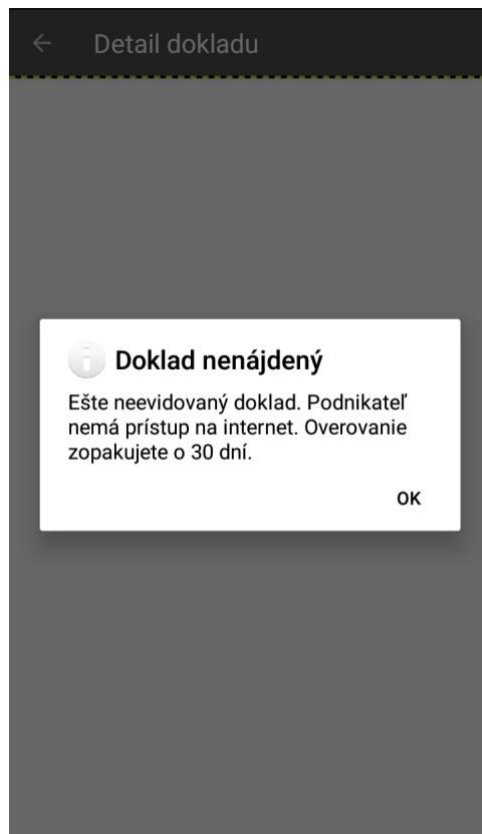 Detail dokladu
Doklad nenájdený
Ešte neevidovaný doklad. Podnikateľ
nemá prístup na internet. Overovanie
zopakujete o 30 dní.
OK